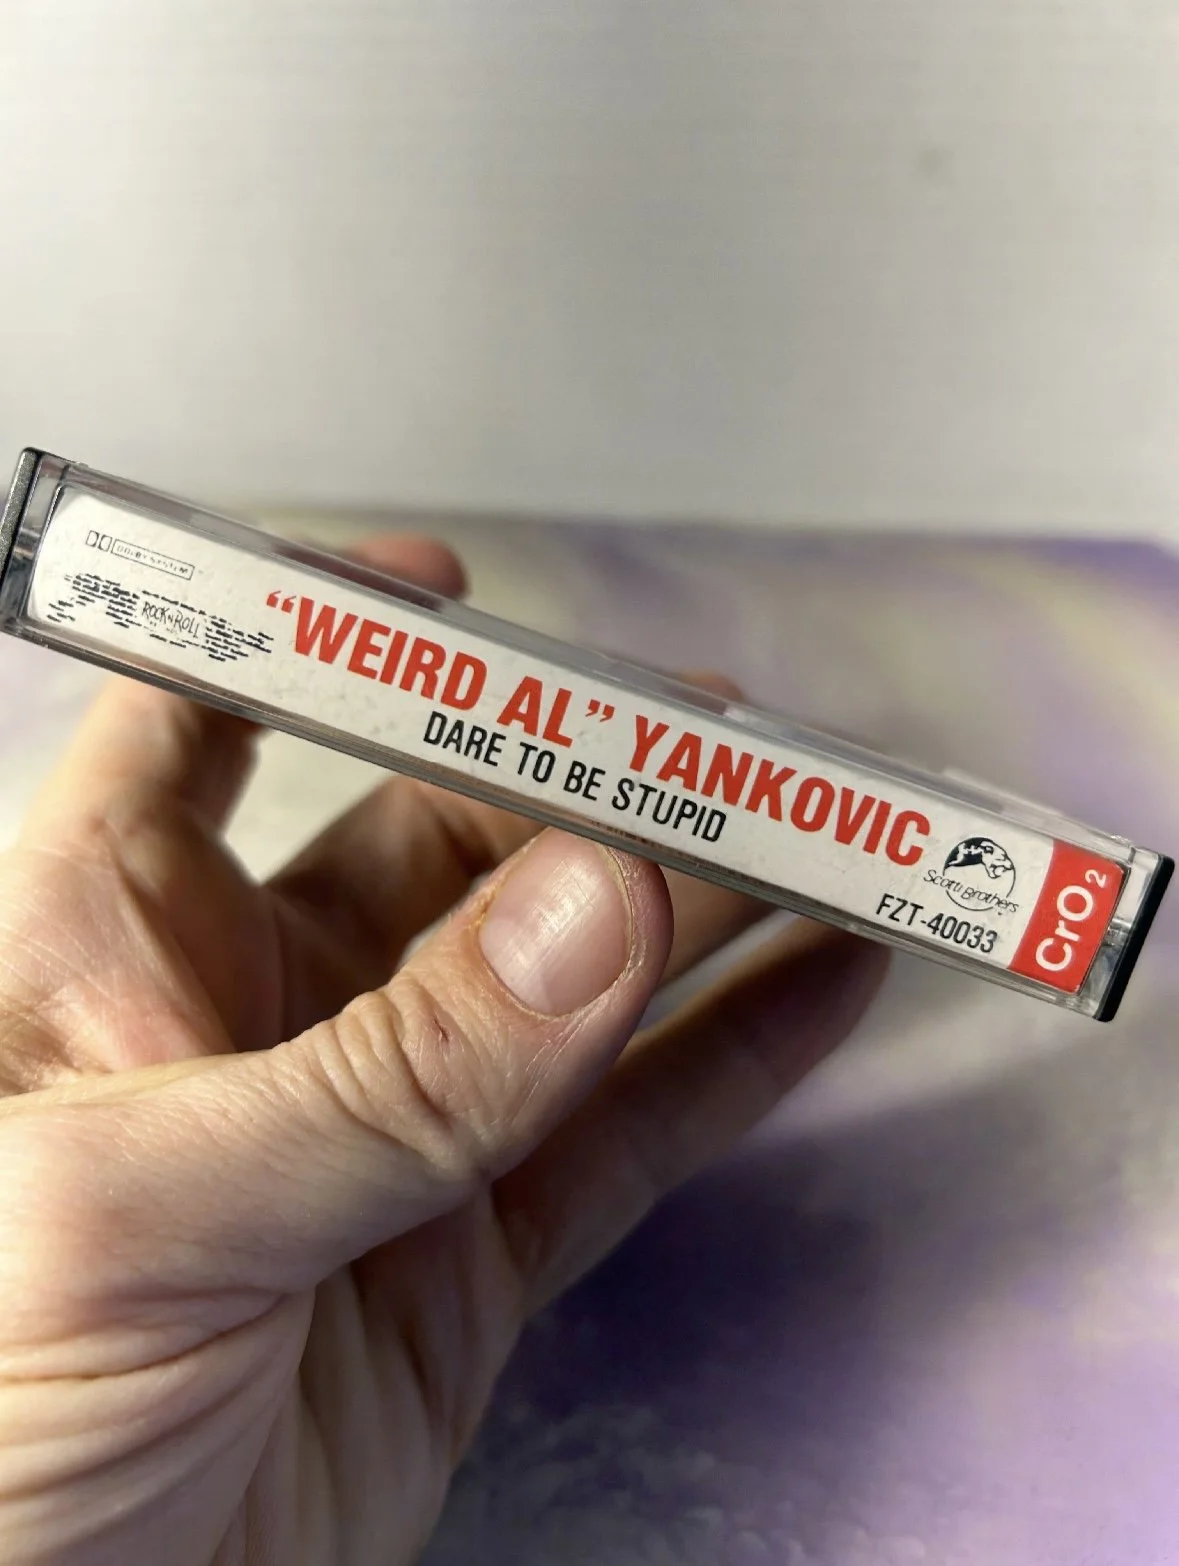 DOLBY SYSTEM
ROCK 'N' ROLL
"WEIRD AL" YANKOVIC
DARE TO BE STUPID
Scotti Brothers
FZT-40033
CrO₂